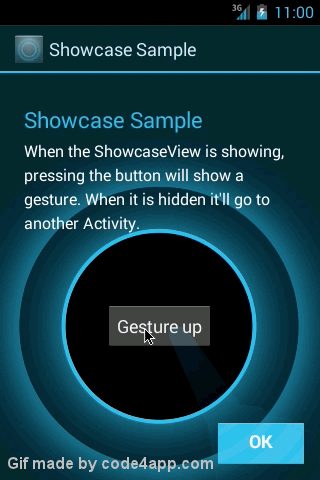 3G 11:00
Showcase Sample
Showcase Sample
When the ShowcaseView is showing,
pressing the button will show a
gesture. When it is hidden it'll go to
another Activity.
Gesture up
OK
Gif made by code4app.com